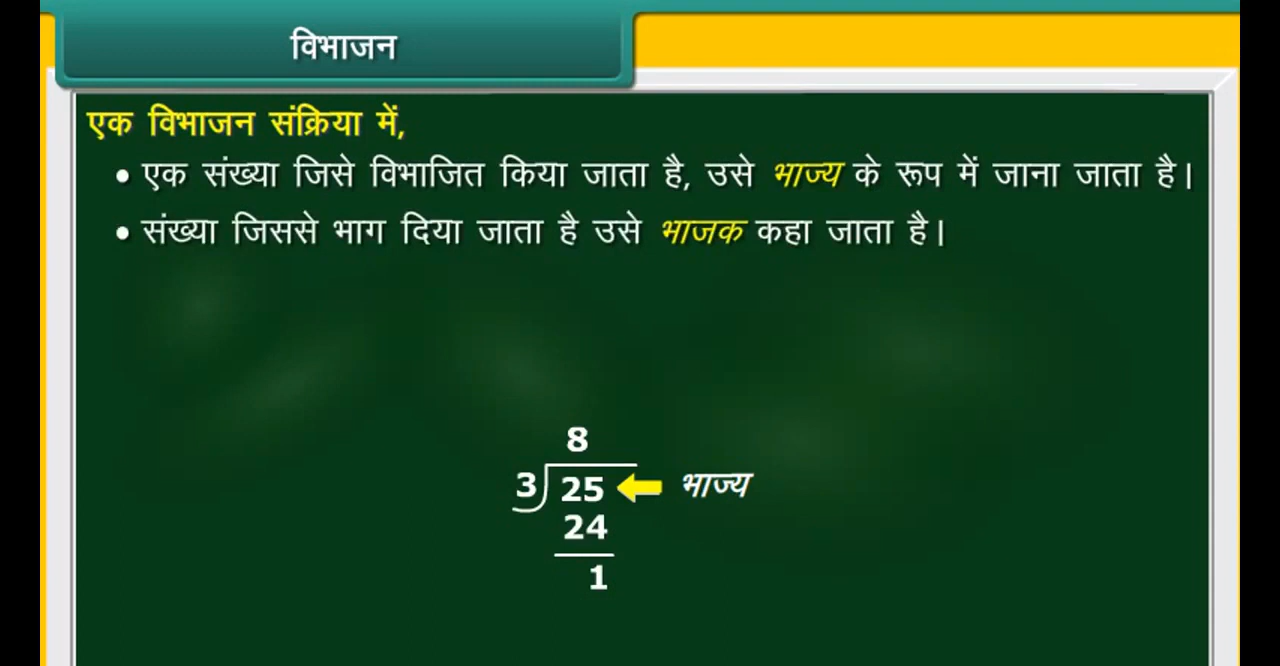 विभाजन
एक विभाजन संक्रिया में,
• एक संख्या जिसे विभाजित किया जाता है, उसे भाज्य के रूप में जाना जाता है।
• संख्या जिससे भाग दिया जाता है उसे भाजक कहा जाता है।
8
3 25 भाज्य
24
1